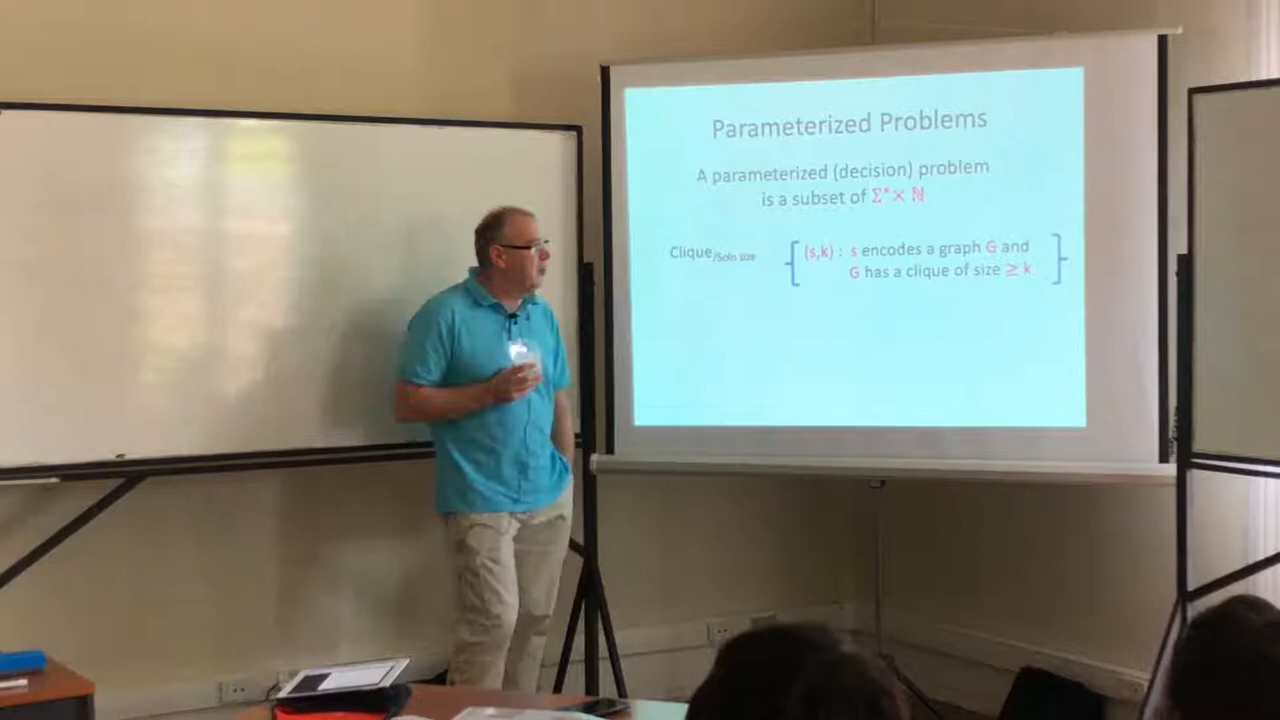 Parameterized Problems
A parameterized (decision) problem
is a subset of Σ* × ℕ
Clique/Soln size { (s,k) : s encodes a graph G and
G has a clique of size ≥ k }